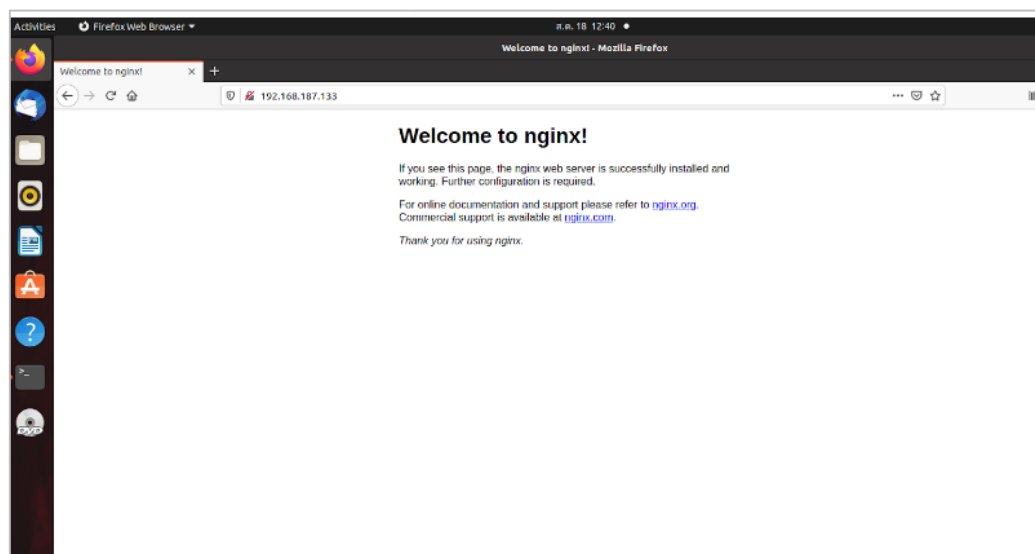 Activities Firefox Web Browser ส.ค. 18 12:40
Welcome to nginx! - Mozilla Firefox
Welcome to nginx!
192.168.187.133
Welcome to nginx!
If you see this page, the nginx web server is successfully installed and
working. Further configuration is required.
For online documentation and support please refer to nginx.org.
Commercial support is available at nginx.com.
Thank you for using nginx.
DVD